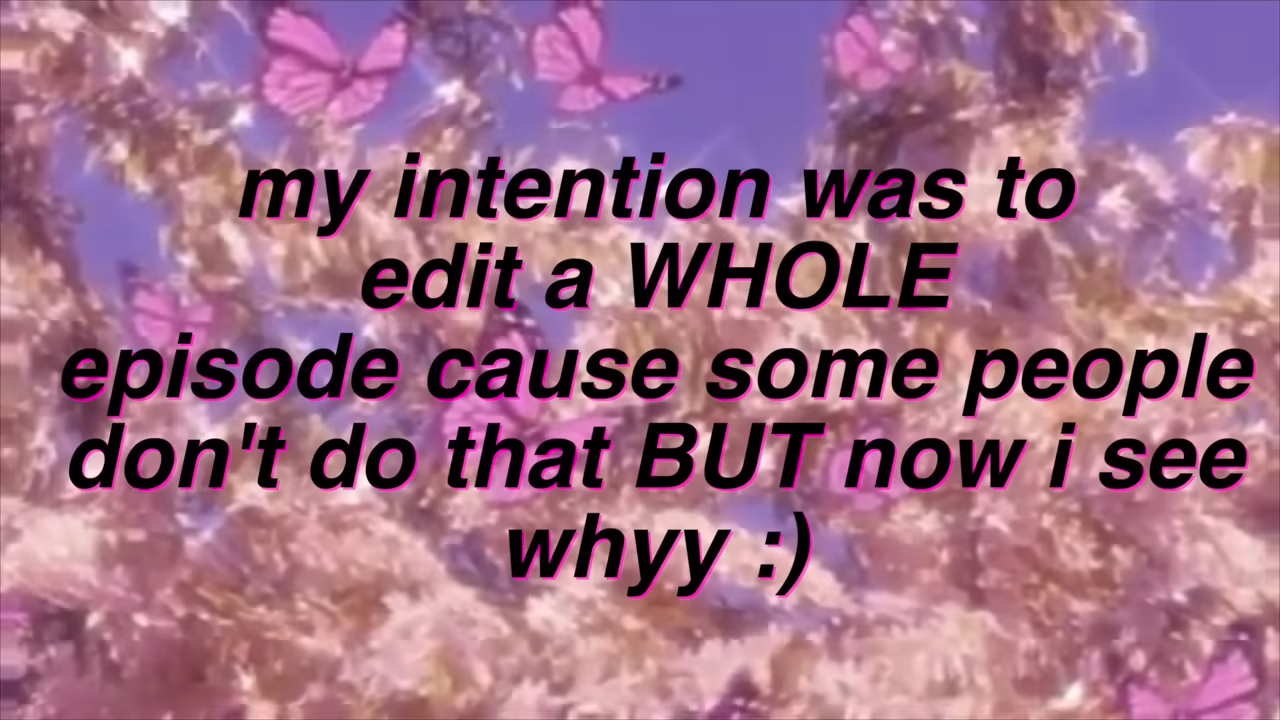 my intention was to
edit a WHOLE
episode cause some people
don't do that BUT now i see
whyy :)